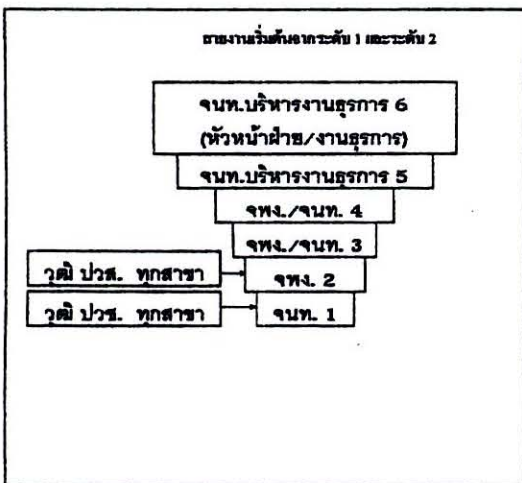 สายงานเริ่มต้นจากระดับ 1 และระดับ 2
จนท.บริหารงานธุรการ 6
(หัวหน้าฝ่าย/งานธุรการ)
จนท.บริหารงานธุรการ 5
จพง./จนท. 4
จพง./จนท. 3
วุฒิ ปวส. ทุกสาขา
จพง. 2
วุฒิ ปวช. ทุกสาขา
จนท. 1